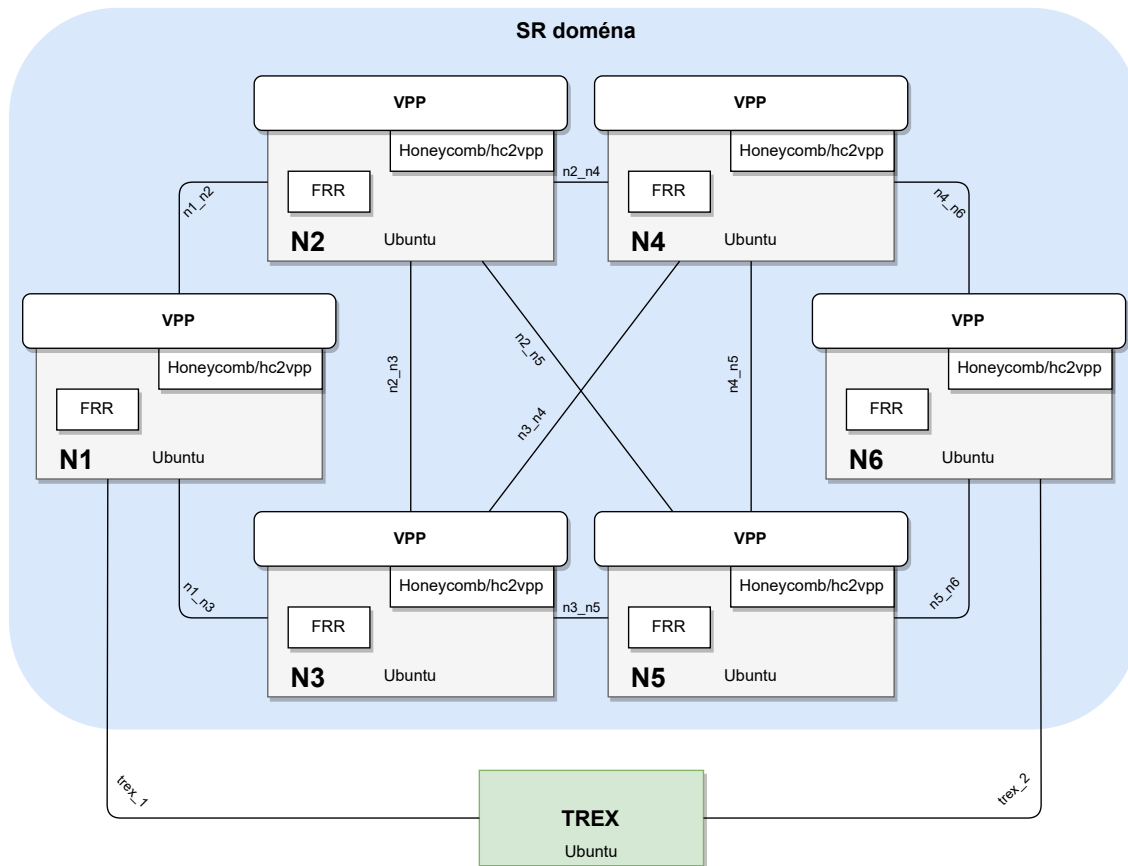 SR doména
VPP
Honeycomb/hc2vpp
FRR
N2
Ubuntu
n2_n4
VPP
Honeycomb/hc2vpp
FRR
N4
Ubuntu
n1_n2
n4_n6
VPP
Honeycomb/hc2vpp
FRR
N1
Ubuntu
n2_n3
n2_n5
n3_n4
n4_n5
VPP
Honeycomb/hc2vpp
FRR
N6
Ubuntu
n1_n3
VPP
Honeycomb/hc2vpp
FRR
N3
Ubuntu
n3_n5
VPP
Honeycomb/hc2vpp
FRR
N5
Ubuntu
n5_n6
trex_1
TREX
Ubuntu
trex_2